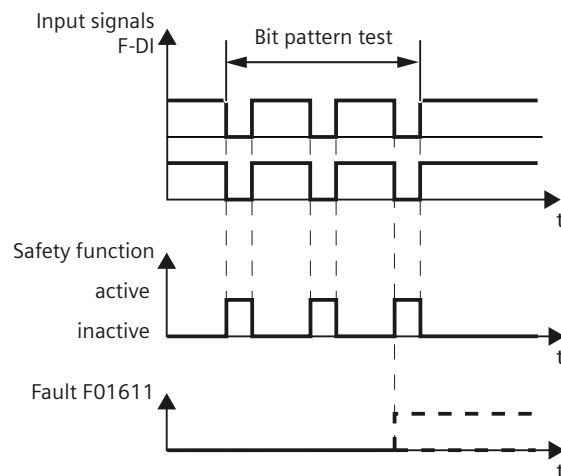 Input signals
F-DI
Bit pattern test
t
Safety function
active
inactive
t
Fault F01611
t